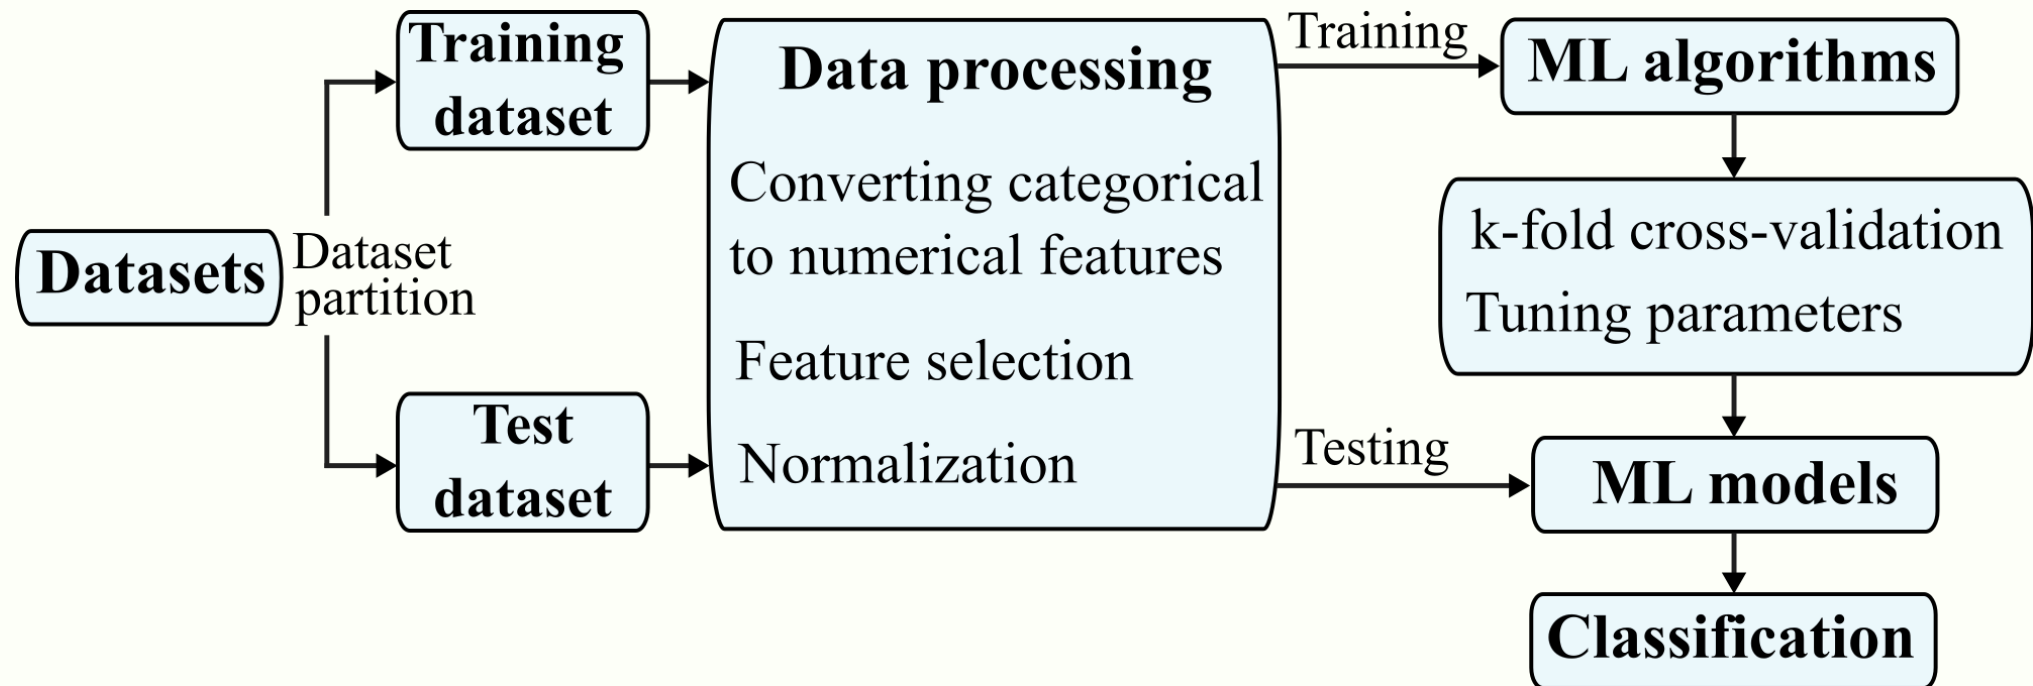 Datasets
Dataset
partition
Training
dataset
Test
dataset
Data processing
Converting categorical
to numerical features
Feature selection
Normalization
Training
Testing
ML algorithms
k-fold cross-validation
Tuning parameters
ML models
Classification